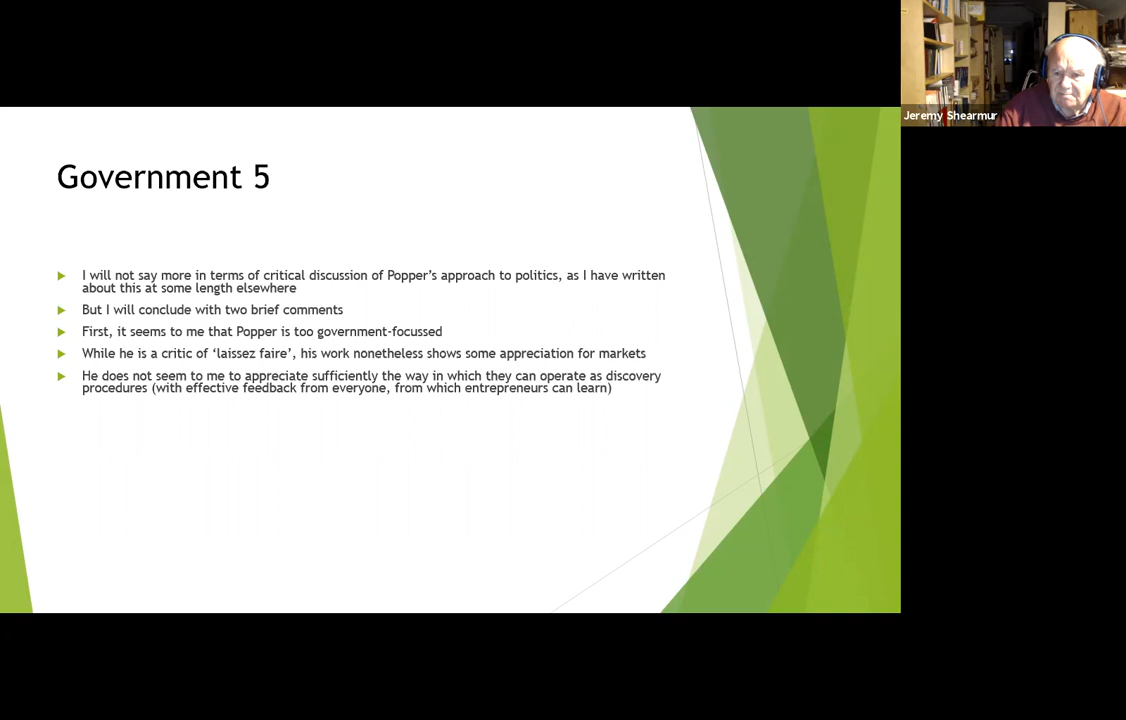 Jeremy Shearmur
Government 5
I will not say more in terms of critical discussion of Popper's approach to politics, as I have written
about this at some length elsewhere
But I will conclude with two brief comments
First, it seems to me that Popper is too government-focussed
While he is a critic of 'laissez faire', his work nonetheless shows some appreciation for markets
He does not seem to me to appreciate sufficiently the way in which they can operate as discovery
procedures (with effective feedback from everyone, from which entrepreneurs can learn)